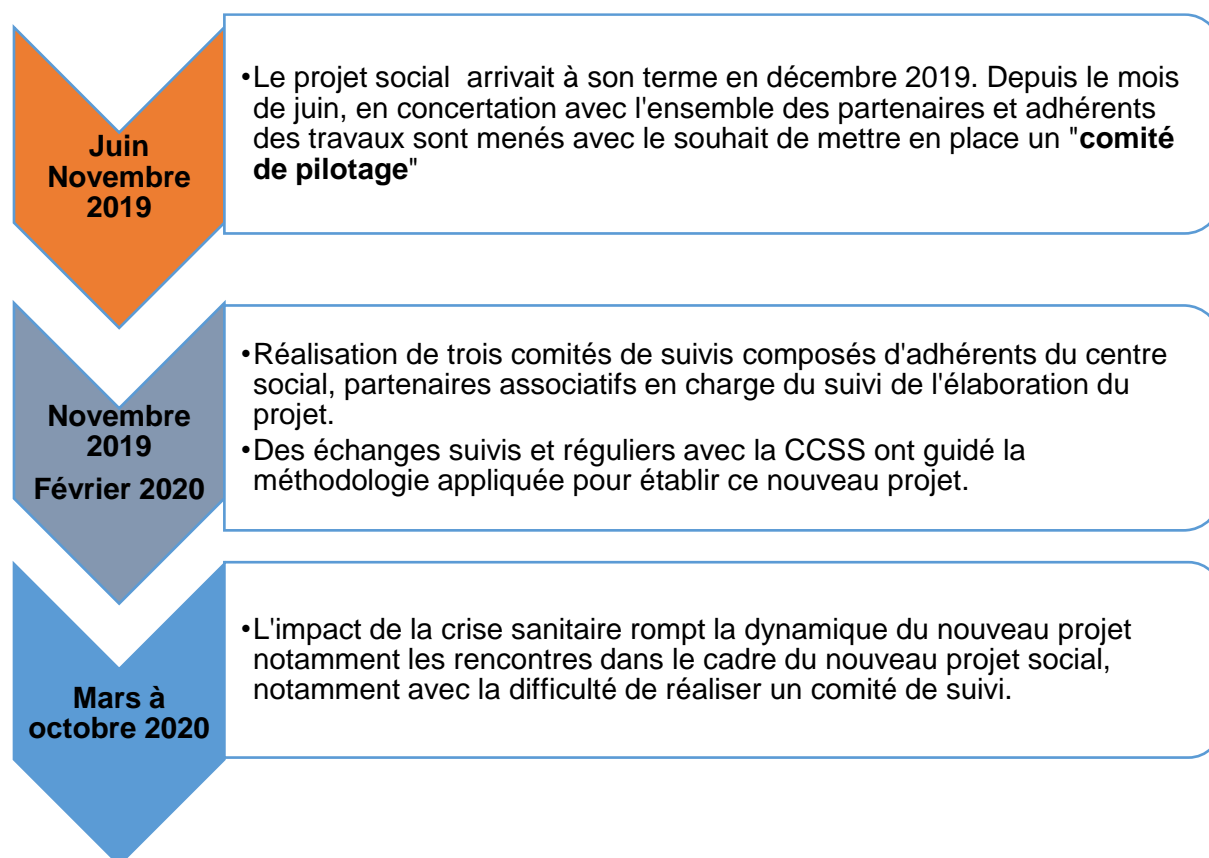 Juin
Novembre
2019
•Le projet social  arrivait à son terme en décembre 2019. Depuis le mois
de juin, en concertation avec l'ensemble des partenaires et adhérents
des travaux sont menés avec le souhait de mettre en place un "comité
de pilotage"
Novembre
2019
Février 2020
•Réalisation de trois comités de suivis composés d'adhérents du centre
social, partenaires associatifs en charge du suivi de l'élaboration du
projet.
•Des échanges suivis et réguliers avec la CCSS ont guidé la
méthodologie appliquée pour établir ce nouveau projet.
Mars à
octobre 2020
•L'impact de la crise sanitaire rompt la dynamique du nouveau projet
notamment les rencontres dans le cadre du nouveau projet social,
notamment avec la difficulté de réaliser un comité de suivi.